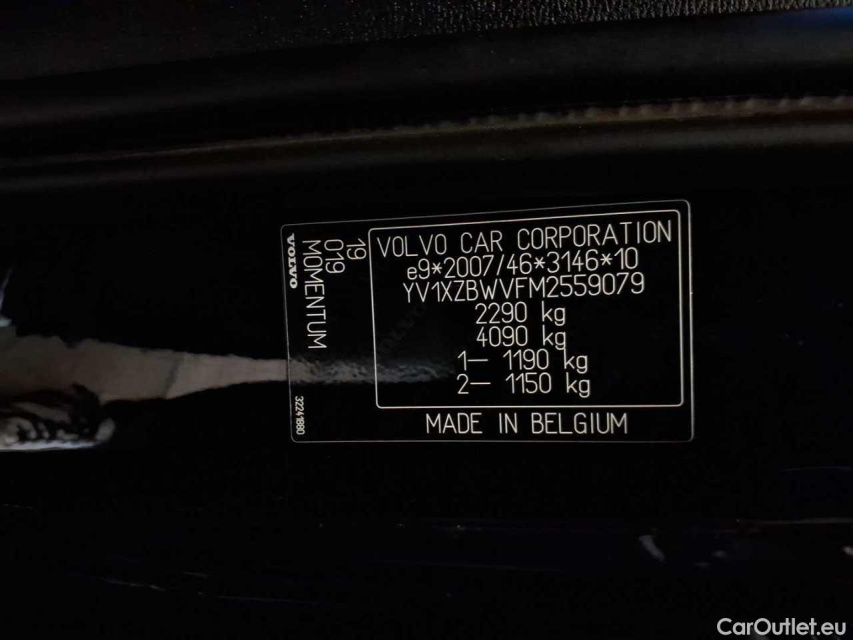 VOLVO CAR CORPORATION
e9*2007/46*3146*10
YV1XZBWVFM2559079
2290 kg
4090 kg
1— 1190 kg
2— 1150 kg
MADE IN BELGIUM
19
019
MOMENTUM
VOLVO
32241880
CarOutlet.eu